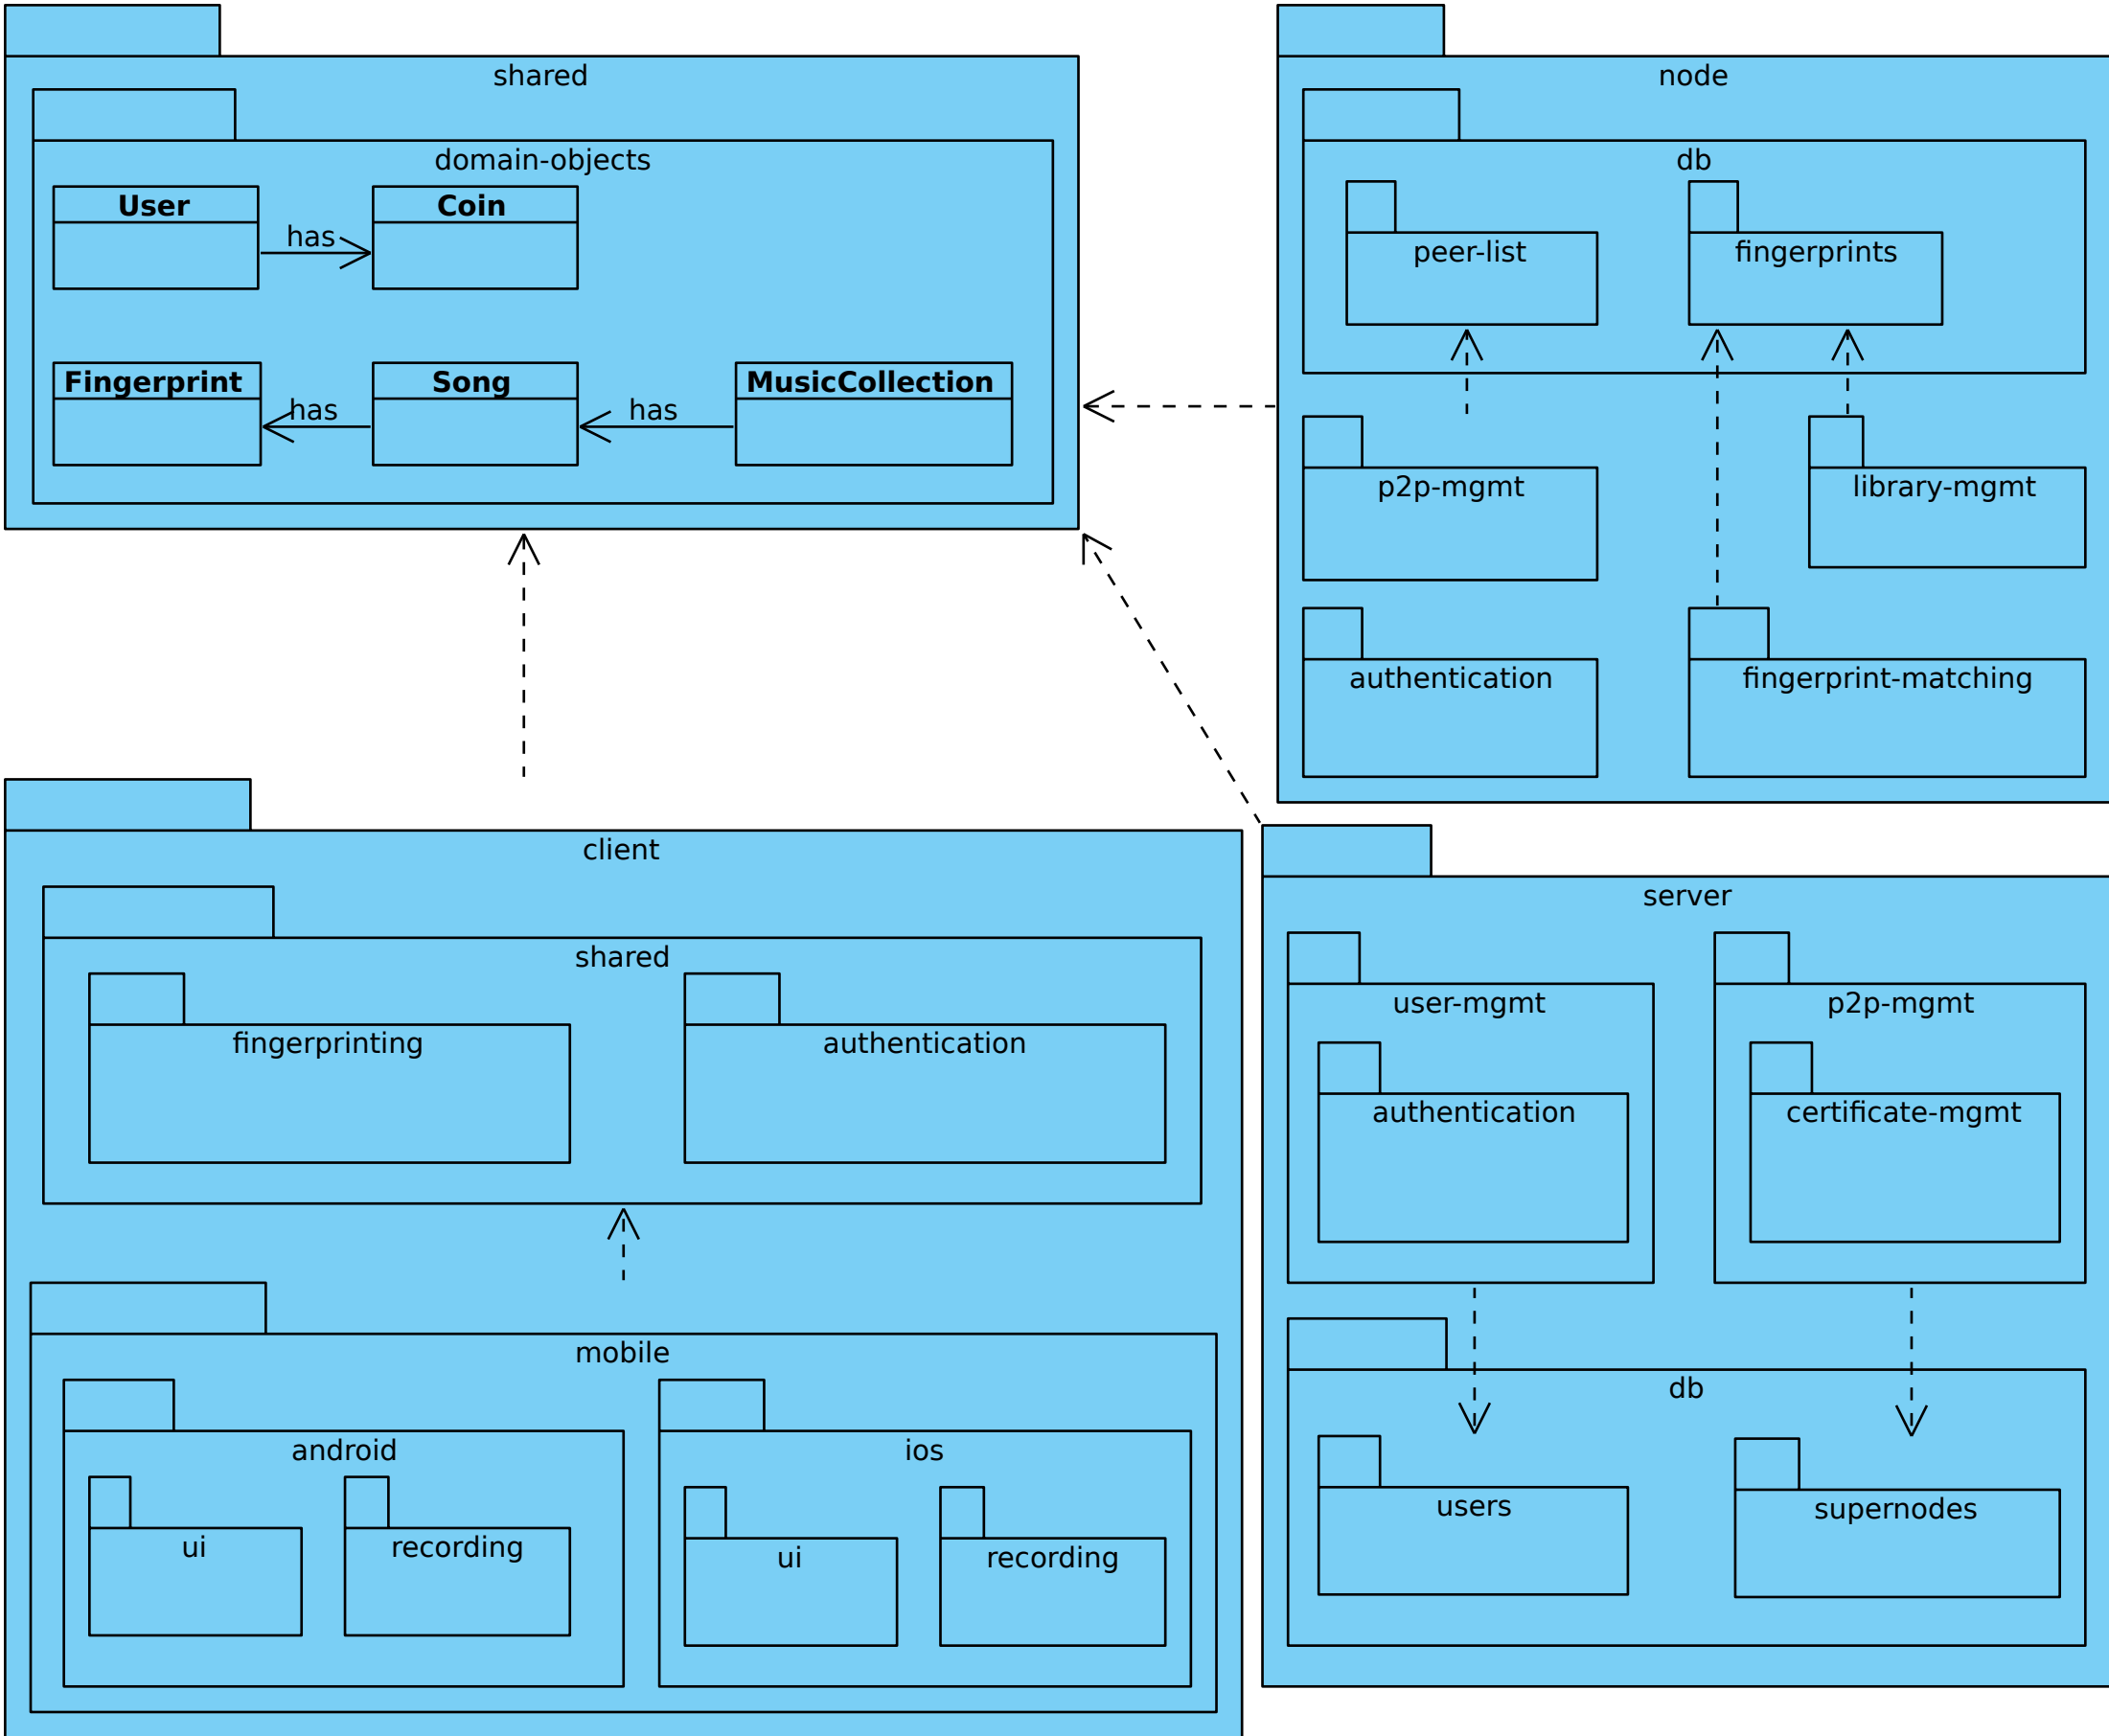 shared
domain-objects
User
Coin
has
Fingerprint
Song
MusicCollection
has
has
node
db
peer-list
fingerprints
p2p-mgmt
library-mgmt
authentication
fingerprint-matching
client
shared
fingerprinting
authentication
mobile
android
ui
recording
ios
ui
recording
server
user-mgmt
authentication
p2p-mgmt
certificate-mgmt
db
users
supernodes